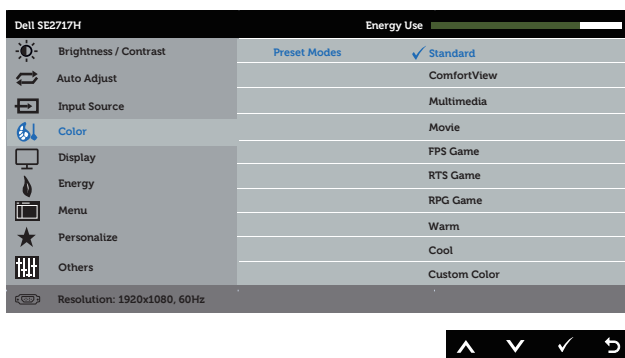 Dell SE2717H Energy Use
Brightness / Contrast Preset Modes Standard
Auto Adjust ComfortView
Input Source Multimedia
Color Movie
Display FPS Game
Energy RTS Game
Menu RPG Game
Personalize Warm
Cool
Others Custom Color
Resolution: 1920x1080, 60Hz